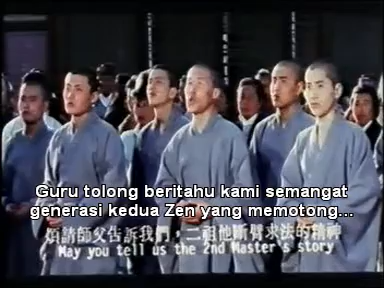 Guru tolong beritahu kami semangat
generasi kedua Zen yang memotong...
煩請師父告訴我們，二祖他斷臂求法的精神
May you tell us the 2nd Master's story